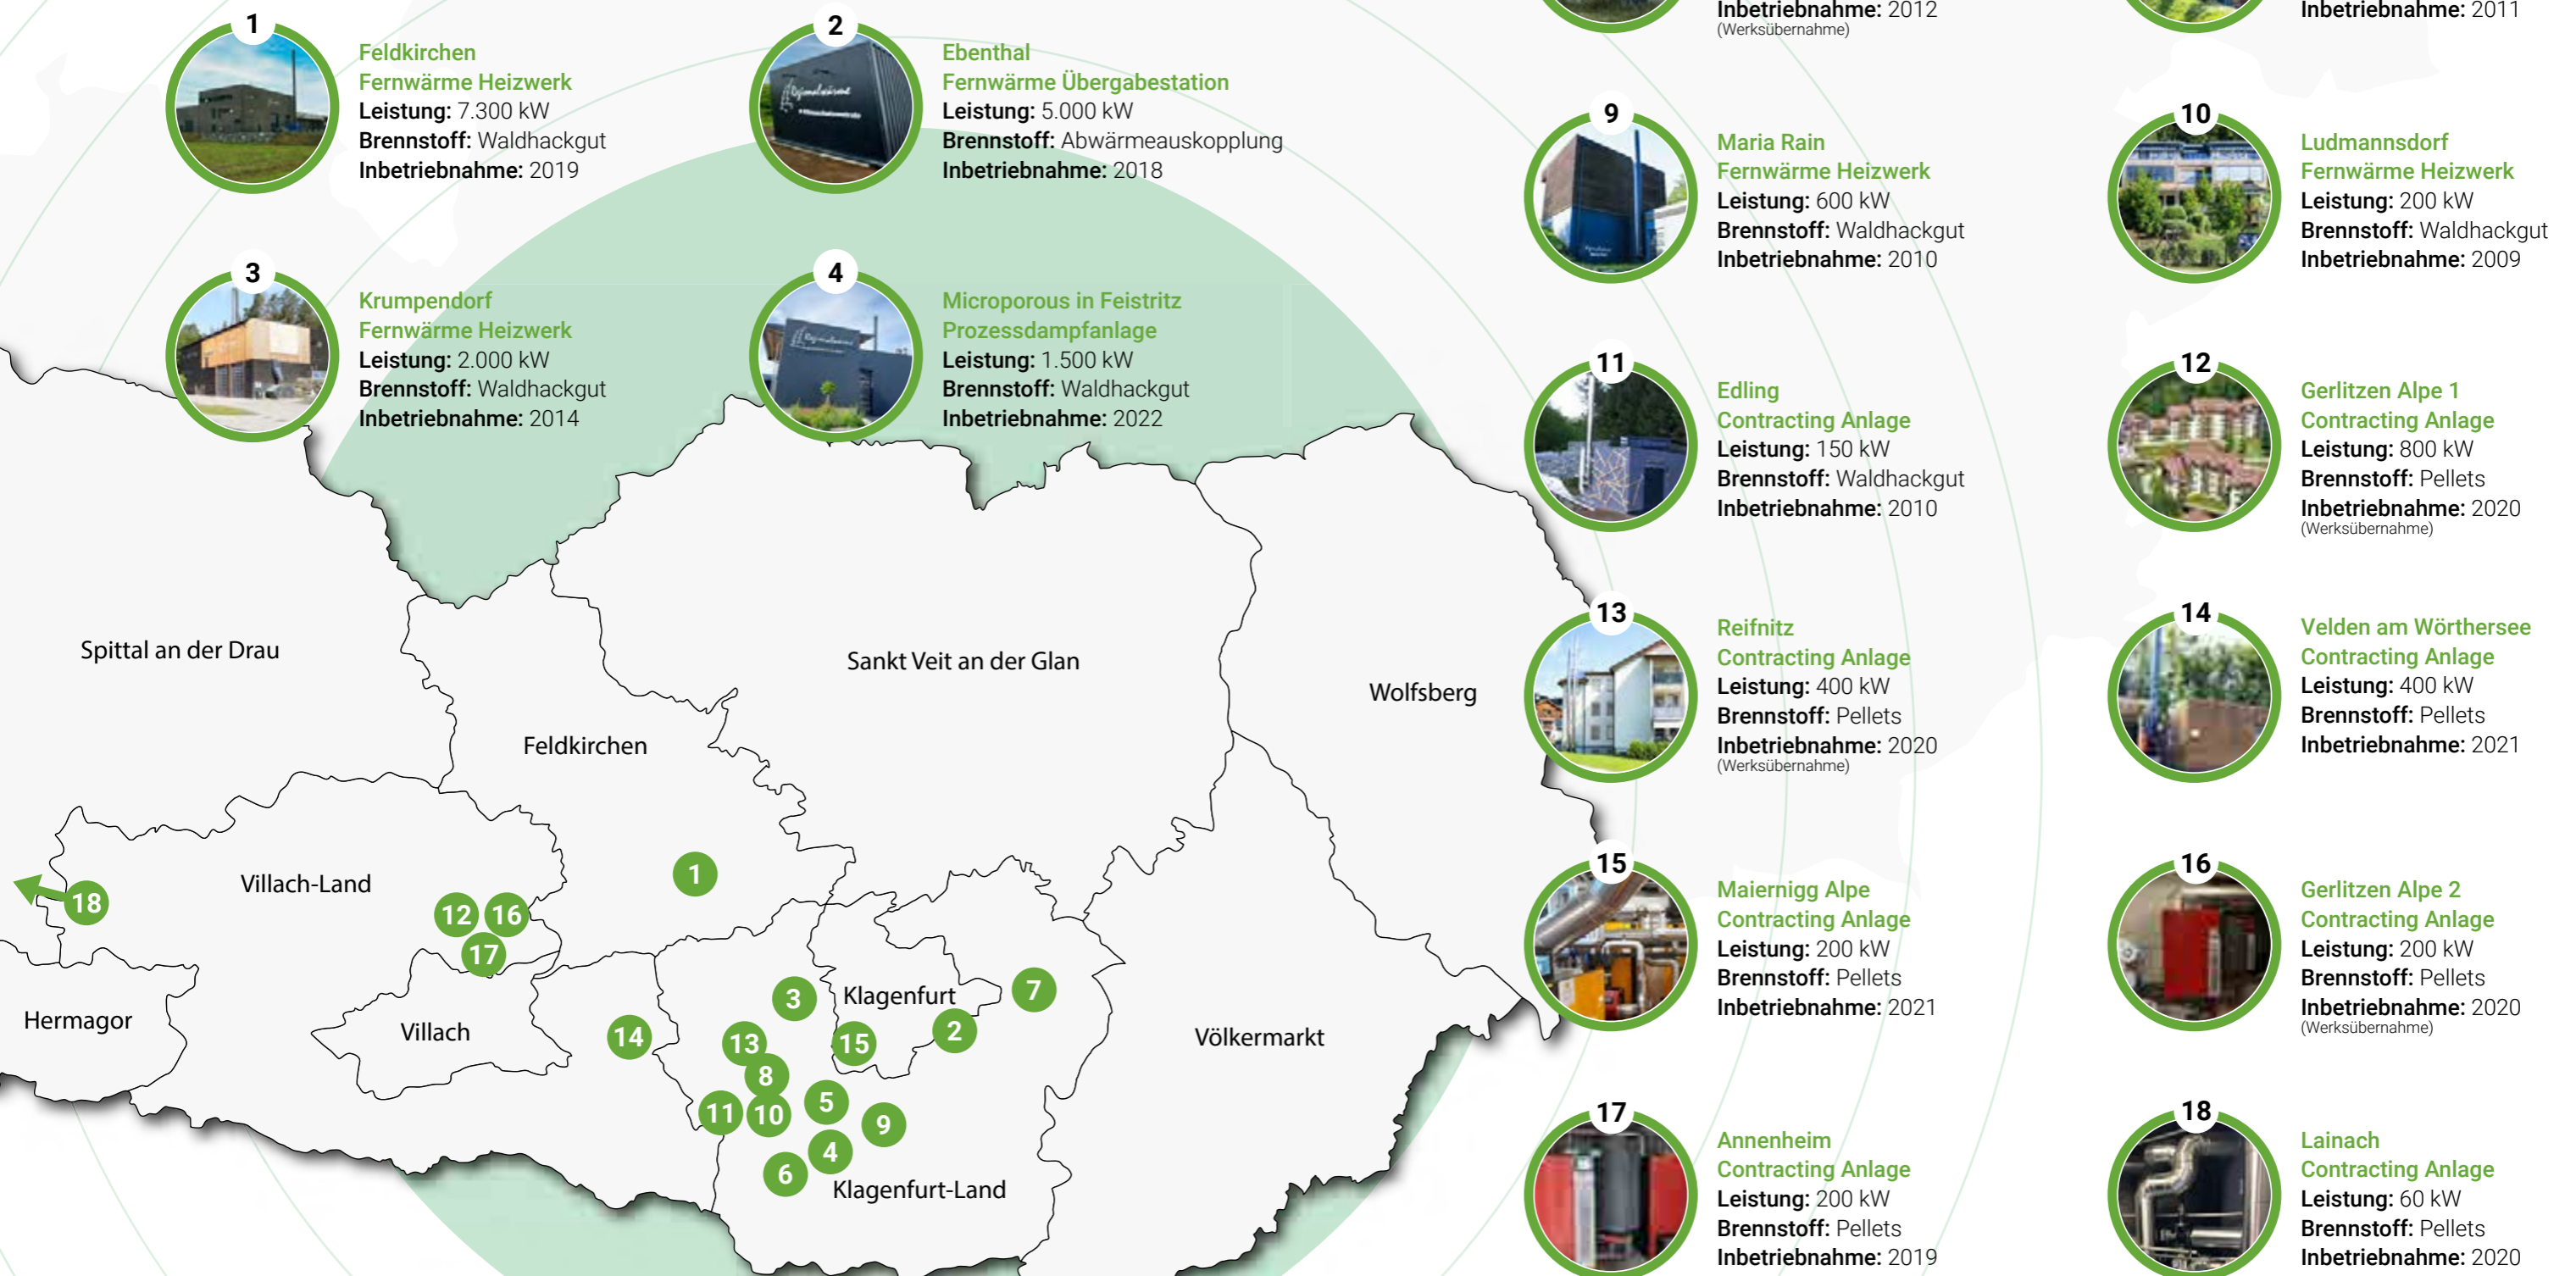 1
Feldkirchen
Fernwärme Heizwerk
Leistung: 7.300 kW
Brennstoff: Waldhackgut
Inbetriebnahme: 2019
2
Regionalwärme
Ebenthal
Fernwärme Übergabestation
Leistung: 5.000 kW
Brennstoff: Abwärmeauskopplung
Inbetriebnahme: 2018
3
Krumpendorf
Fernwärme Heizwerk
Leistung: 2.000 kW
Brennstoff: Waldhackgut
Inbetriebnahme: 2014
4
Regionalwärme
Microporous in Feistritz
Prozessdampfanlage
Leistung: 1.500 kW
Brennstoff: Waldhackgut
Inbetriebnahme: 2022
Inbetriebnahme: 2012
(Werksübernahme)
Inbetriebnahme: 2011
9
Maria Rain
Fernwärme Heizwerk
Leistung: 600 kW
Brennstoff: Waldhackgut
Inbetriebnahme: 2010
10
Ludmannsdorf
Fernwärme Heizwerk
Leistung: 200 kW
Brennstoff: Waldhackgut
Inbetriebnahme: 2009
11
Edling
Contracting Anlage
Leistung: 150 kW
Brennstoff: Waldhackgut
Inbetriebnahme: 2010
12
Gerlitzen Alpe 1
Contracting Anlage
Leistung: 800 kW
Brennstoff: Pellets
Inbetriebnahme: 2020
(Werksübernahme)
13
Reifnitz
Contracting Anlage
Leistung: 400 kW
Brennstoff: Pellets
Inbetriebnahme: 2020
(Werksübernahme)
14
Velden am Wörthersee
Contracting Anlage
Leistung: 400 kW
Brennstoff: Pellets
Inbetriebnahme: 2021
15
Maiernigg Alpe
Contracting Anlage
Leistung: 200 kW
Brennstoff: Pellets
Inbetriebnahme: 2021
16
Gerlitzen Alpe 2
Contracting Anlage
Leistung: 200 kW
Brennstoff: Pellets
Inbetriebnahme: 2020
(Werksübernahme)
17
Annenheim
Contracting Anlage
Leistung: 200 kW
Brennstoff: Pellets
Inbetriebnahme: 2019
18
Lainach
Contracting Anlage
Leistung: 60 kW
Brennstoff: Pellets
Inbetriebnahme: 2020
Spittal an der Drau
Sankt Veit an der Glan
Wolfsberg
Feldkirchen
Villach-Land
1
18
12
16
17
Hermagor
Villach
14
3
Klagenfurt
7
2
13
15
8
Völkermarkt
11
10
5
9
4
6
Klagenfurt-Land